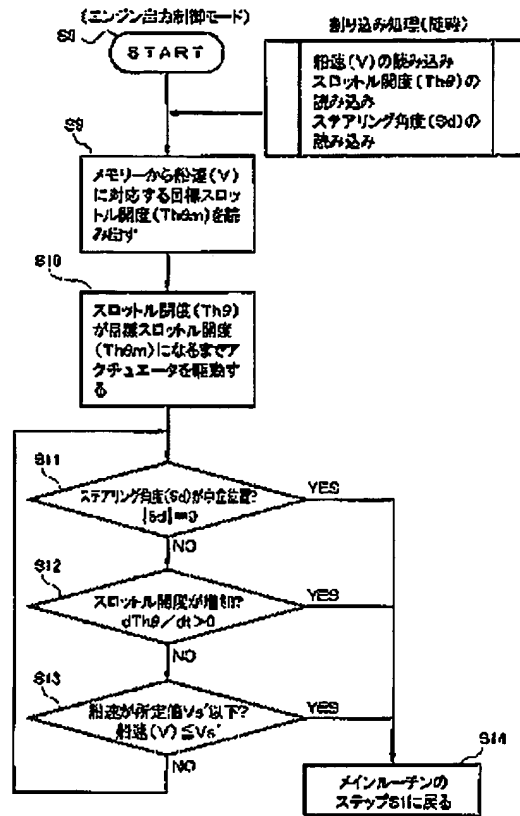 (エンジン出力制御モード)
START
割り込み処理(随時)
船速(V)の読み込み
スロットル開度(Thθ)の
読み込み
ステアリング角度(Sd)の
読み込み
S9
メモリーから船速(V)
に対応する目標スロッ
トル開度(Thθm)を読
み出す
S10
スロットル開度(Thθ)
が目標スロットル開度
(Thθm)になるまでア
クチュエータを駆動す
る
S11
ステアリング角度(Sd)が中立位置?
|Sd|=0
YES
NO
S12
スロットル開度が増加?
dThθ/dt>0
YES
NO
S13
船速が所定値Vs'以下?
船速(V)≦Vs'
YES
NO
S14
メインルーチンの
ステップS1に戻る